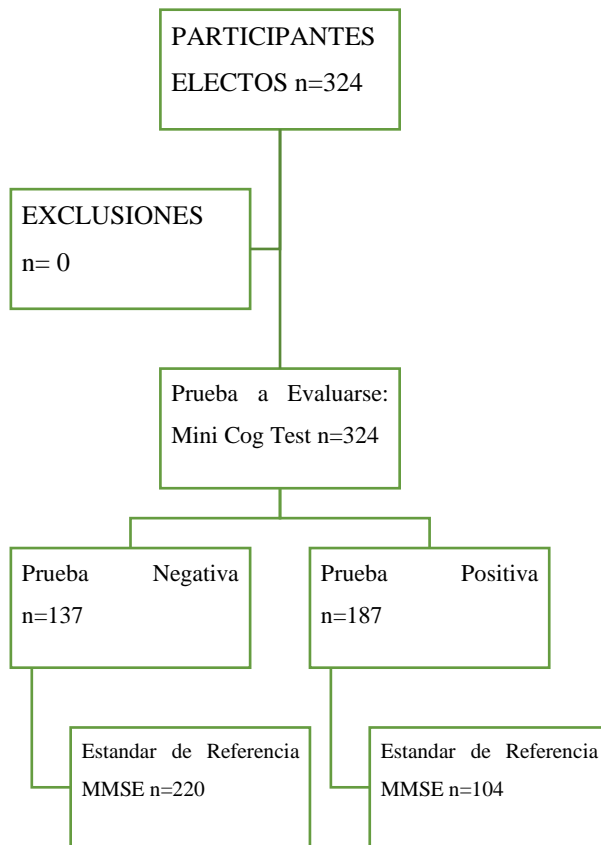 PARTICIPANTES
ELECTOS n=324
EXCLUSIONES
n= 0
Prueba a Evaluarse:
Mini Cog Test n=324
Prueba Negativa
n=137
Prueba Positiva
n=187
Estandar de Referencia
MMSE n=220
Estandar de Referencia
MMSE n=104